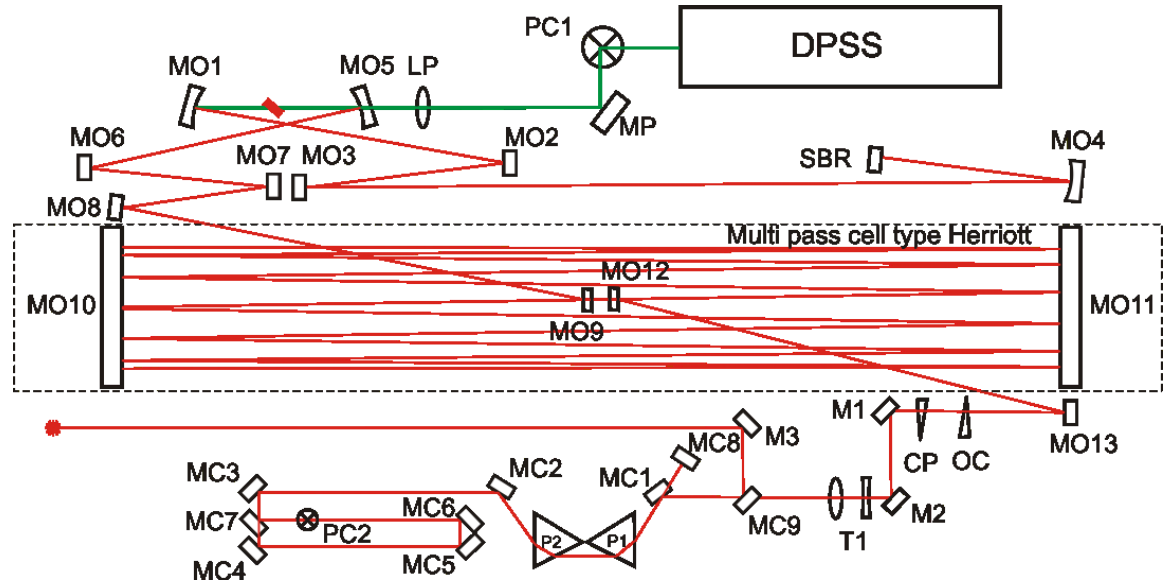 PC1
DPSS
MO1
MO5
LP
MP
MO6
MO7
MO3
MO2
SBR
MO4
MO8
Multi pass cell type Herriott
MO12
MO10
MO11
MO9
M1
M3
MC8
CP
OC
MO13
MC3
MC2
MC1
MC7
MC6
MC9
M2
PC2
P2
P1
T1
MC4
MC5